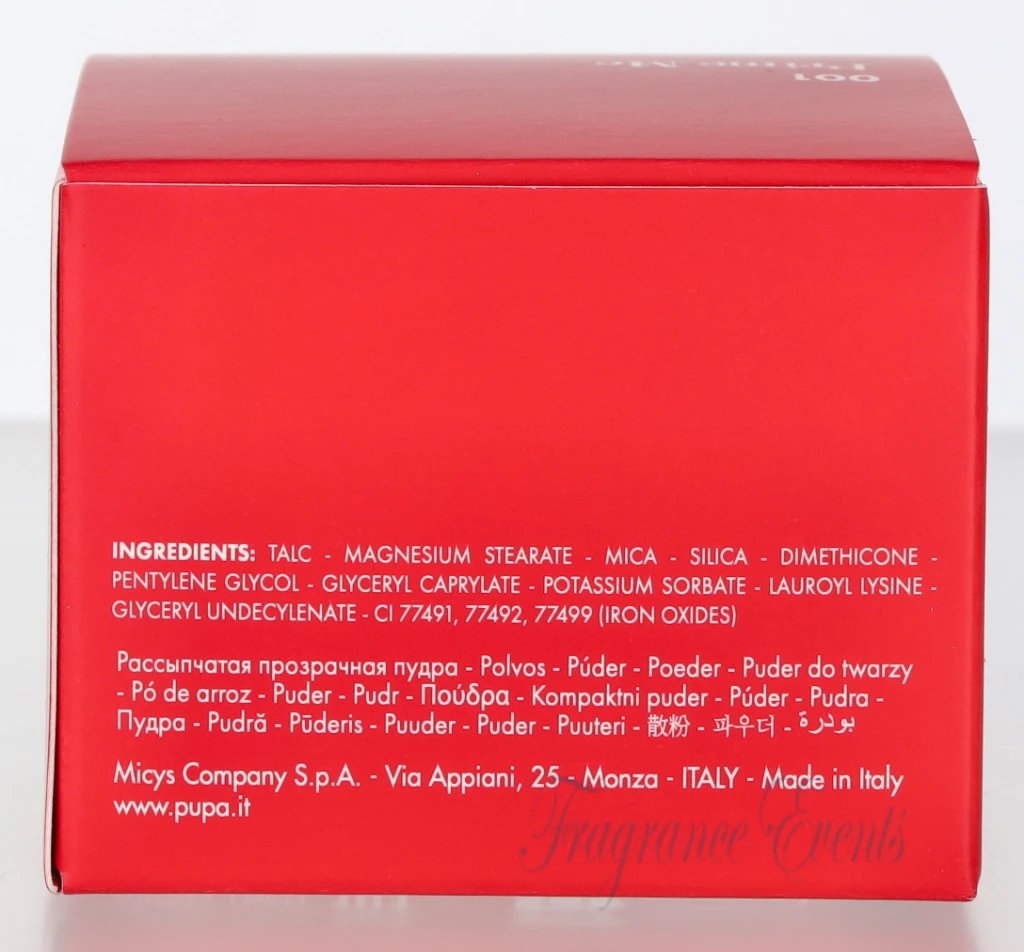 001
INGREDIENTS: TALC - MAGNESIUM STEARATE - MICA - SILICA - DIMETHICONE -
PENTYLENE GLYCOL - GLYCERYL CAPRYLATE - POTASSIUM SORBATE - LAUROYL LYSINE -
GLYCERYL UNDECYLENATE - CI 77491, 77492, 77499 (IRON OXIDES)
Рассыпчатая прозрачная пудра - Polvos - Púder - Poeder - Puder do twarzy
- Pó de arroz - Puder - Pudr - Πούδρα - Kompaktni puder - Púder - Pudra -
Пудра - Pudră - Pūderis - Puuder - Puder - Puuteri - 散粉 - 파우더 - بودرة
Micys Company S.p.A. - Via Appiani, 25 - Monza - ITALY - Made in Italy
www.pupa.it
Fragrance Events